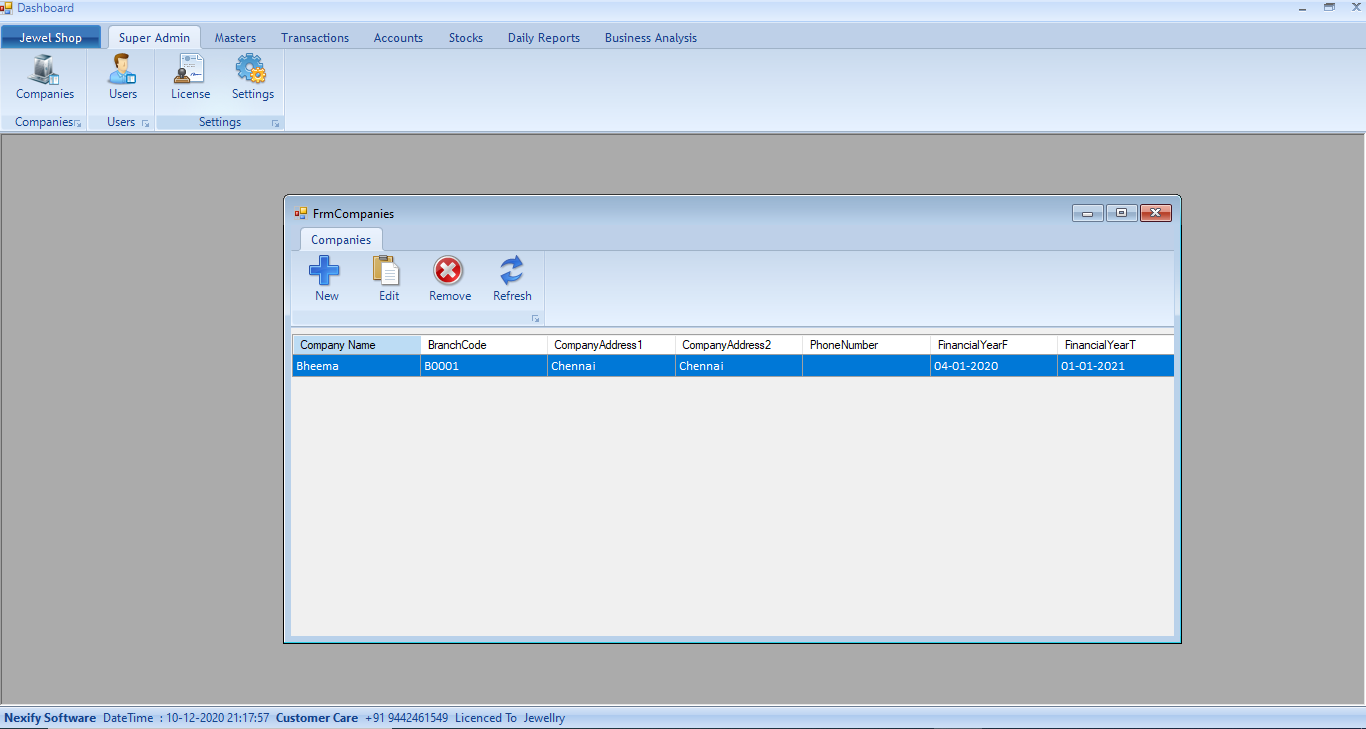 Dashboard
Jewel Shop Super Admin Masters Transactions Accounts Stocks Daily Reports Business Analysis
Companies Users License Settings
Companies Users Settings
FrmCompanies
Companies
New Edit Remove Refresh
Company Name BranchCode CompanyAddress1 CompanyAddress2 PhoneNumber FinancialYearF FinancialYearT
Bheema B0001 Chennai Chennai 04-01-2020 01-01-2021
Nexify Software DateTime : 10-12-2020 21:17:57 Customer Care +91 9442461549 Licenced To Jewellry